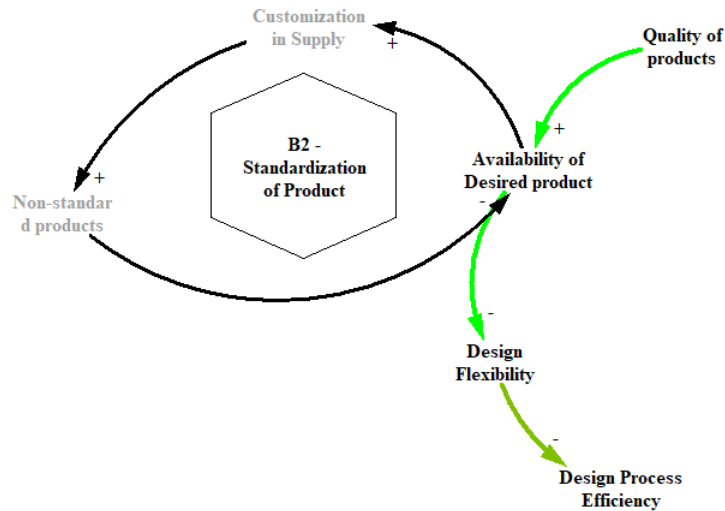 Customization
in Supply
+
Quality of
products
+
B2 -
Standardization
of Product
Availability of
Desired product
-
+
Non-standar
d products
-
Design
Flexibility
-
Design Process
Efficiency